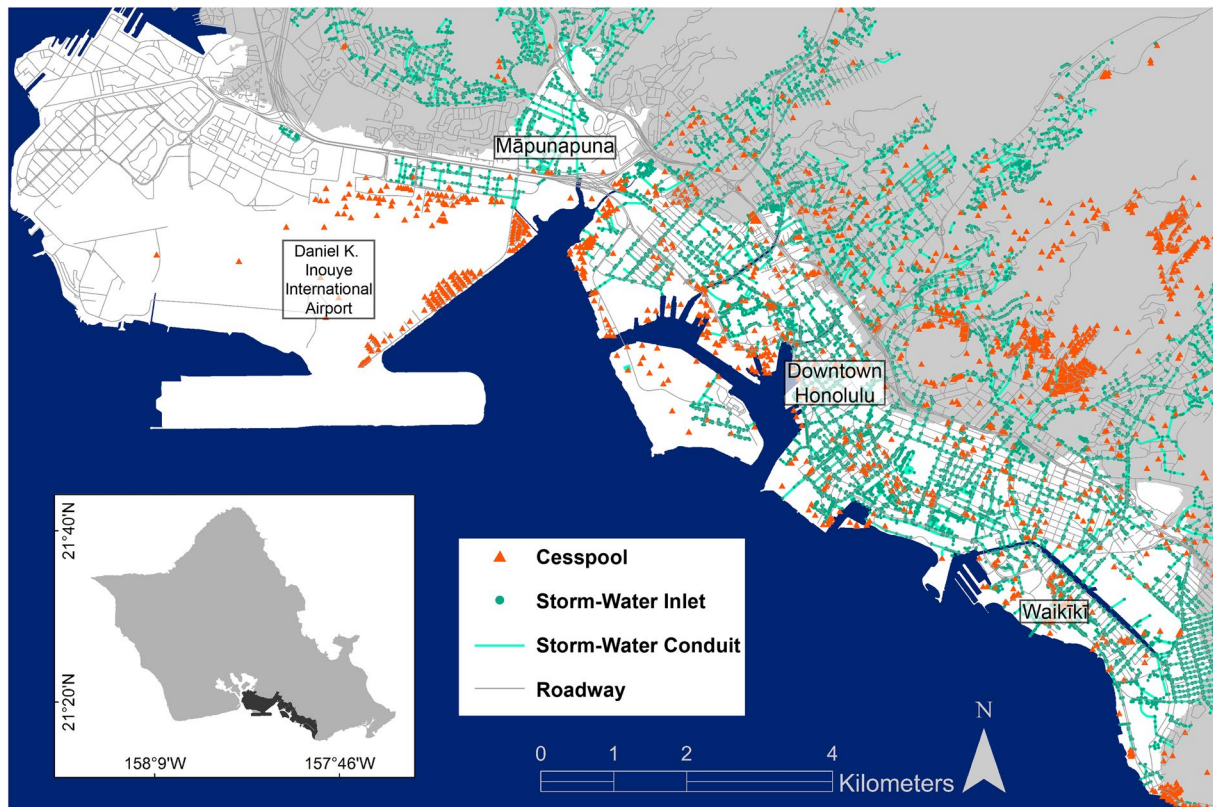 Māpunapuna
Daniel K.
Inouye
International
Airport
Downtown
Honolulu
Waikīkī
21°40'N
21°20'N
158°9'W
157°46'W
Cesspool
Storm-Water Inlet
Storm-Water Conduit
Roadway
N
0 1 2 4
Kilometers